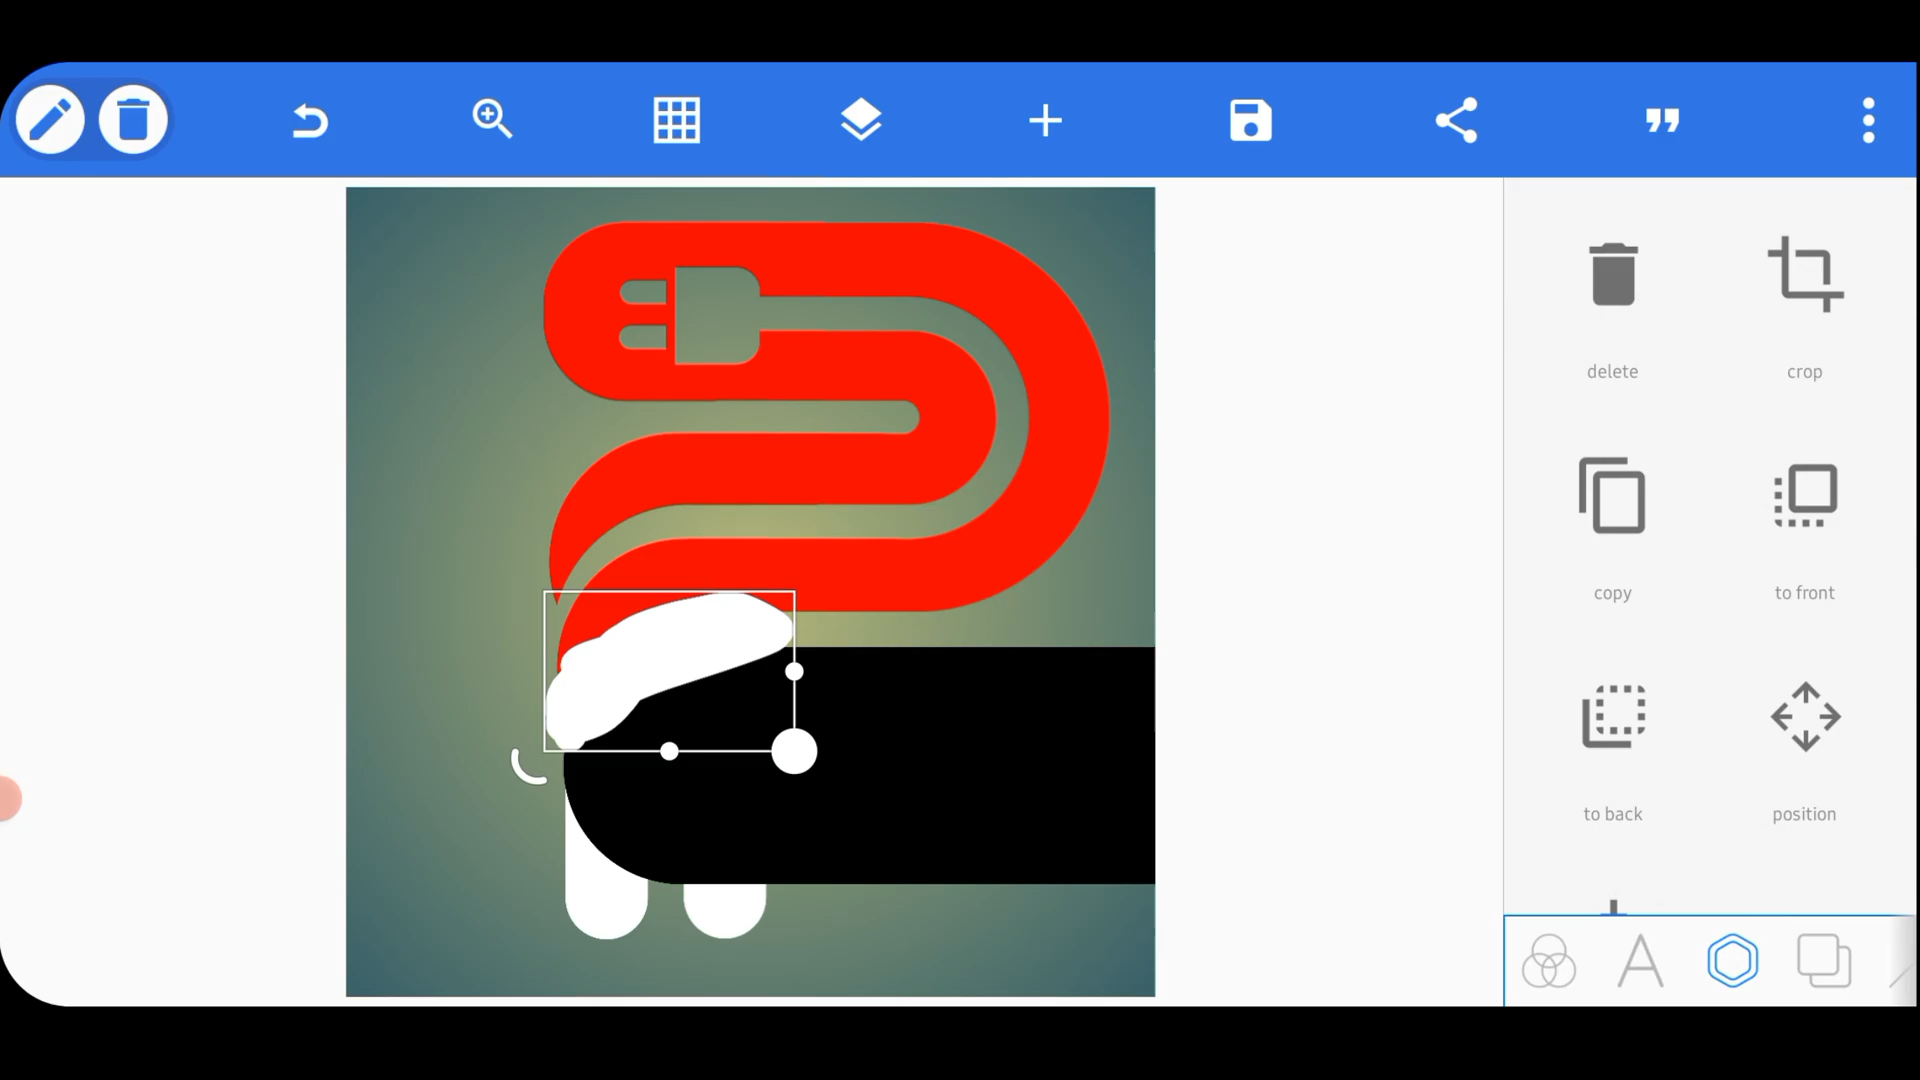 delete
crop
copy
to front
to back
position